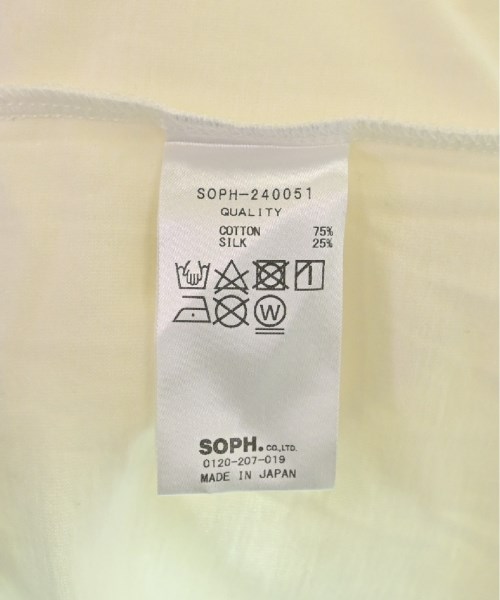 SOPH-240051
QUALITY
COTTON 75%
SILK 25%
W
SOPH. CO.,LTD.
0120-207-019
MADE IN JAPAN